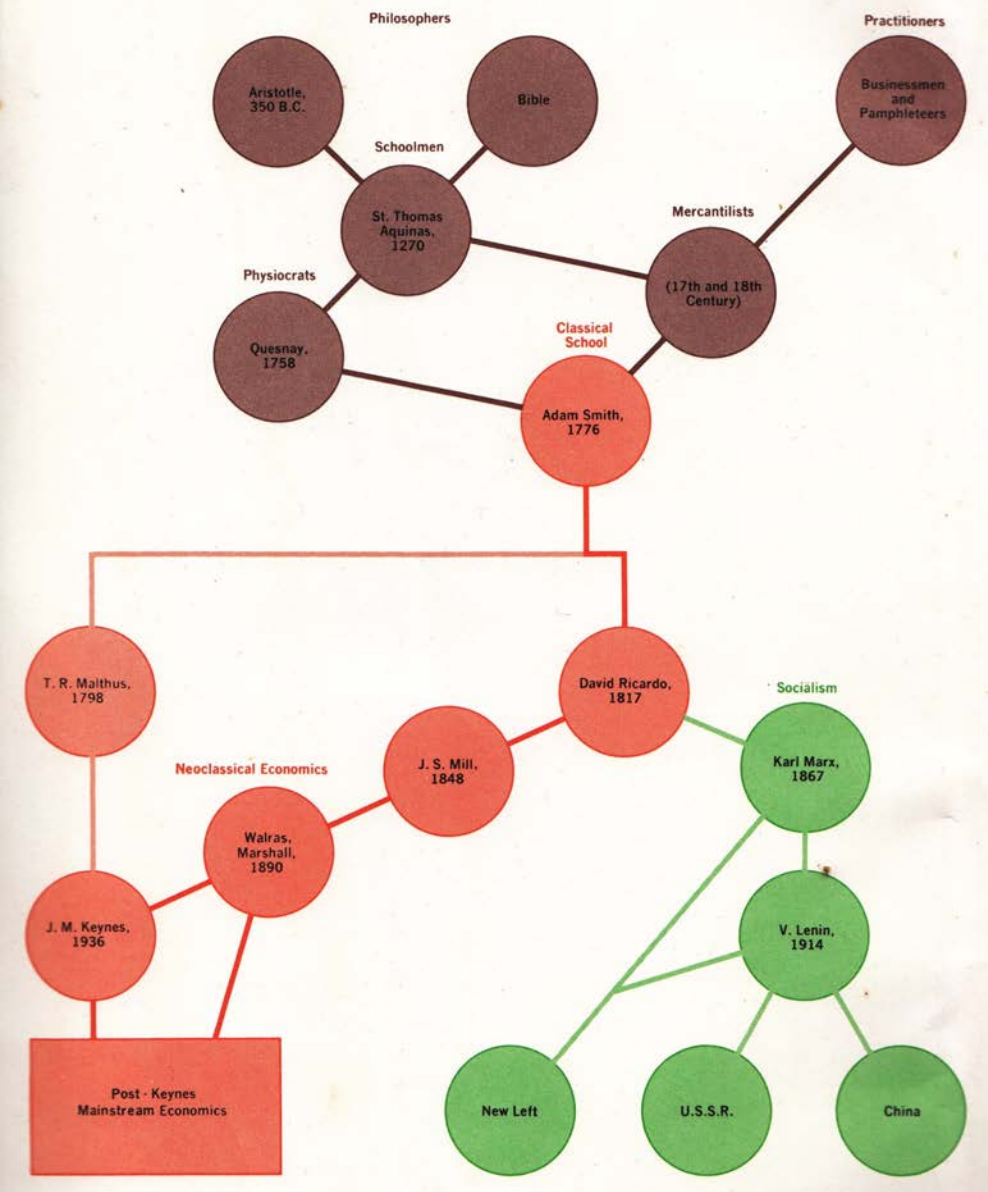 Philosophers
Practitioners
Aristotle,
350 B.C.
Bible
Businessmen
and
Pamphleteers
Schoolmen
St. Thomas
Aquinas,
1270
Mercantilists
(17th and 18th
Century)
Physiocrats
Quesnay,
1758
Classical
School
Adam Smith,
1776
T. R. Malthus,
1798
David Ricardo,
1817
Socialism
Karl Marx,
1867
J. S. Mill,
1848
Neoclassical Economics
Walras,
Marshall,
1890
J. M. Keynes,
1936
V. Lenin,
1914
Post - Keynes
Mainstream Economics
New Left
U.S.S.R.
China